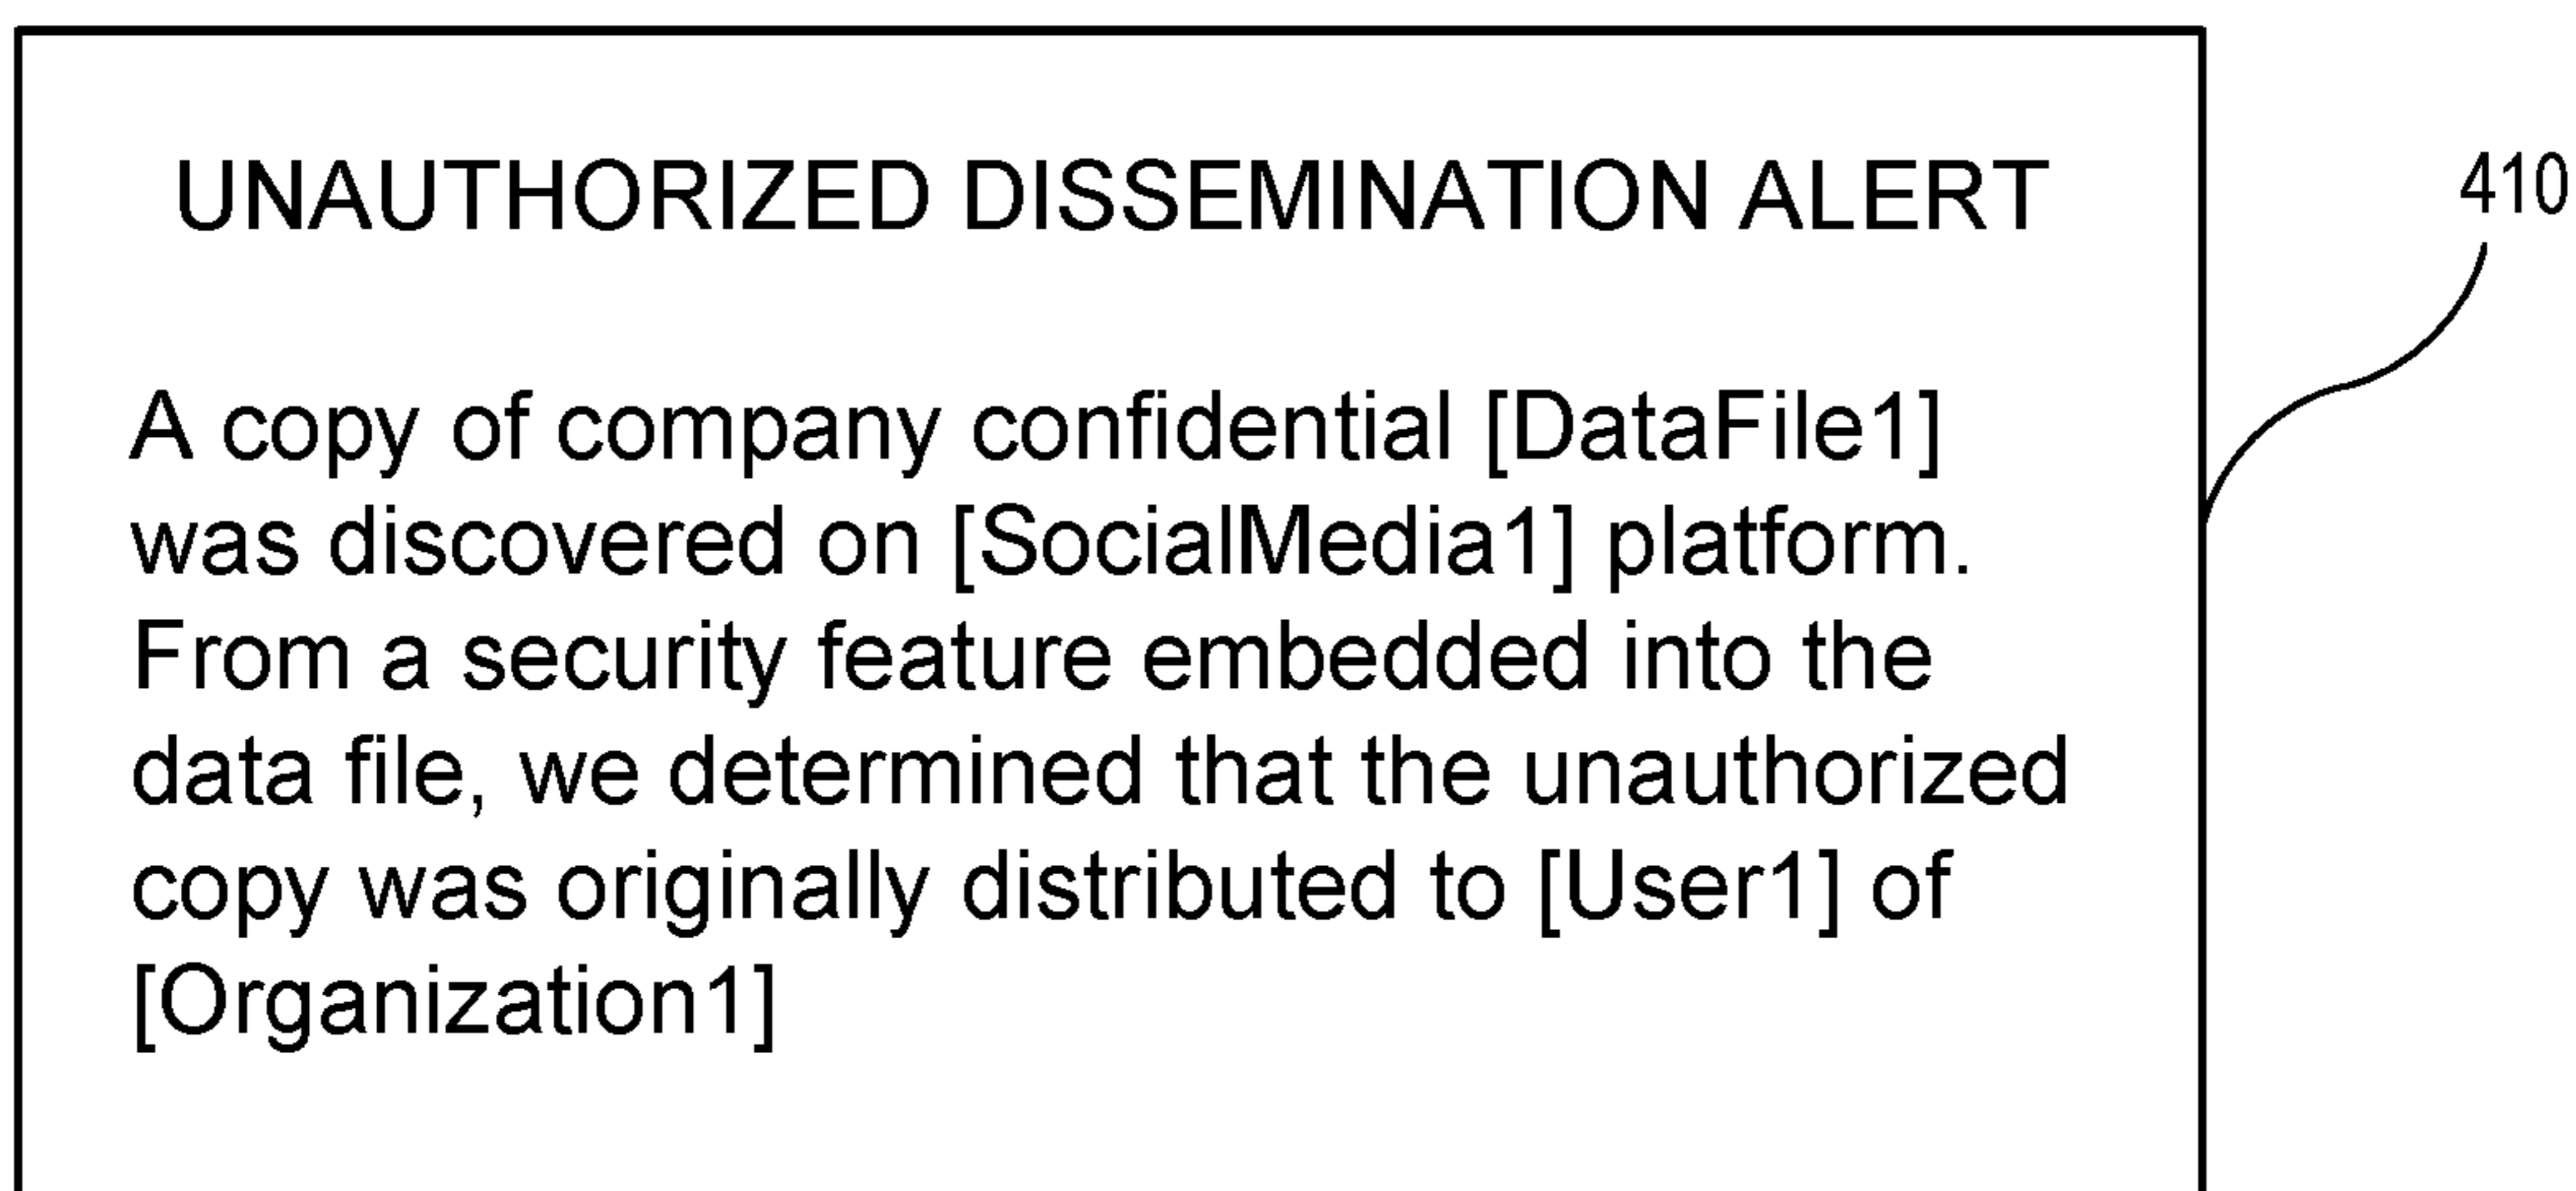 UNAUTHORIZED DISSEMINATION ALERT
410
A copy of company confidential [DataFile1]
was discovered on [SocialMedia1] platform.
From a security feature embedded into the
data file, we determined that the unauthorized
copy was originally distributed to [User1] of
[Organization1]